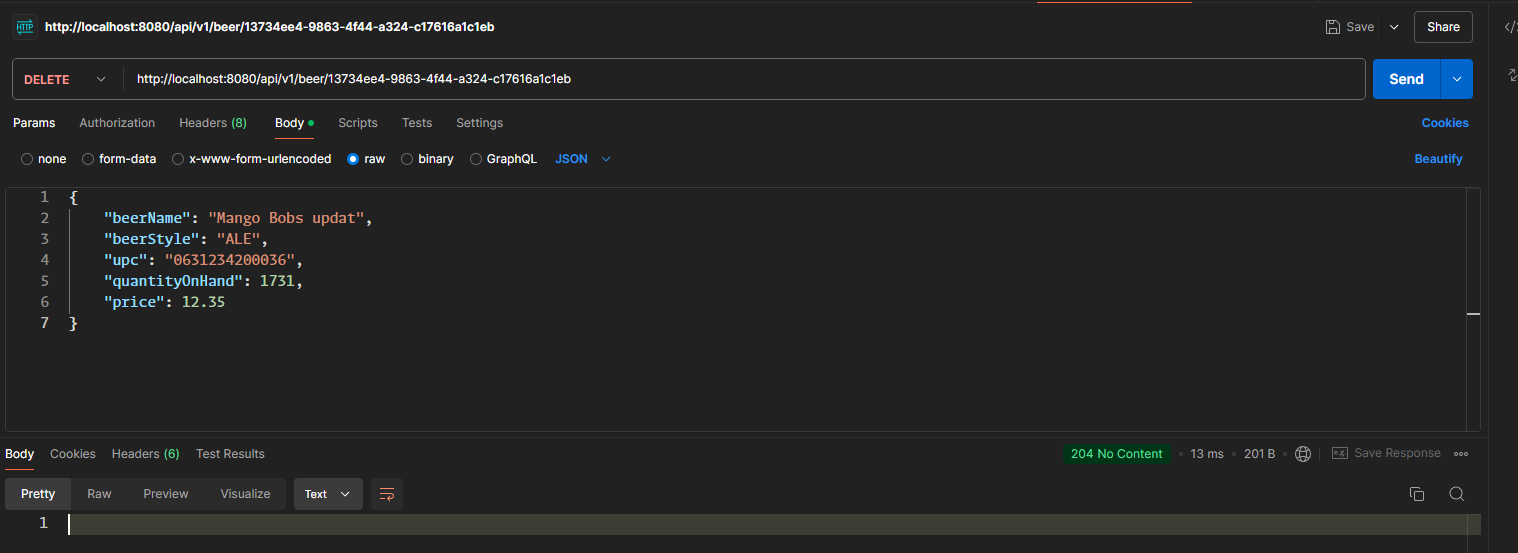 HTTP http://localhost:8080/api/v1/beer/13734ee4-9863-4f44-a324-c17616a1c1eb Save Share
DELETE http://localhost:8080/api/v1/beer/13734ee4-9863-4f44-a324-c17616a1c1eb Send
Params Authorization Headers (8) Body Scripts Tests Settings Cookies
none form-data x-www-form-urlencoded raw binary GraphQL JSON Beautify
1 {
2 "beerName": "Mango Bobs updat",
3 "beerStyle": "ALE",
4 "upc": "0631234200036",
5 "quantityOnHand": 1731,
6 "price": 12.35
7 }
Body Cookies Headers (6) Test Results 204 No Content • 13 ms • 201 B • e.g. Save Response
Pretty Raw Preview Visualize Text
1